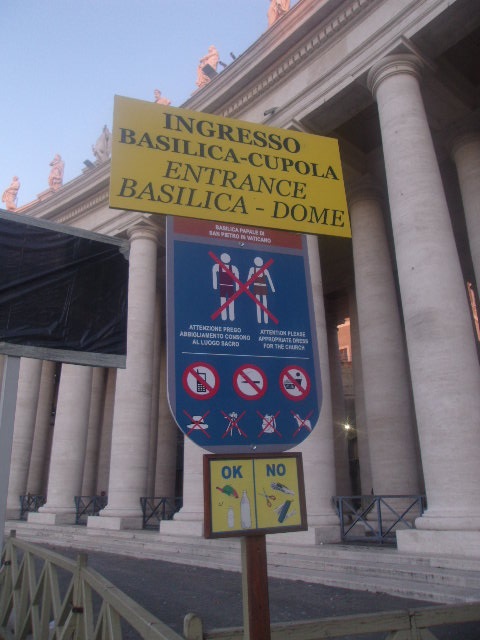 INGRESSO
BASILICA-CUPOLA
ENTRANCE
BASILICA - DOME
BASILICA PAPALE DI
SAN PIETRO IN VATICANO
ATTENZIONE PREGO
ABBIGLIAMENTO CONSONO
AL LUOGO SACRO
ATTENTION PLEASE
APPROPRIATE DRESS
FOR THE CHURCH
OK NO